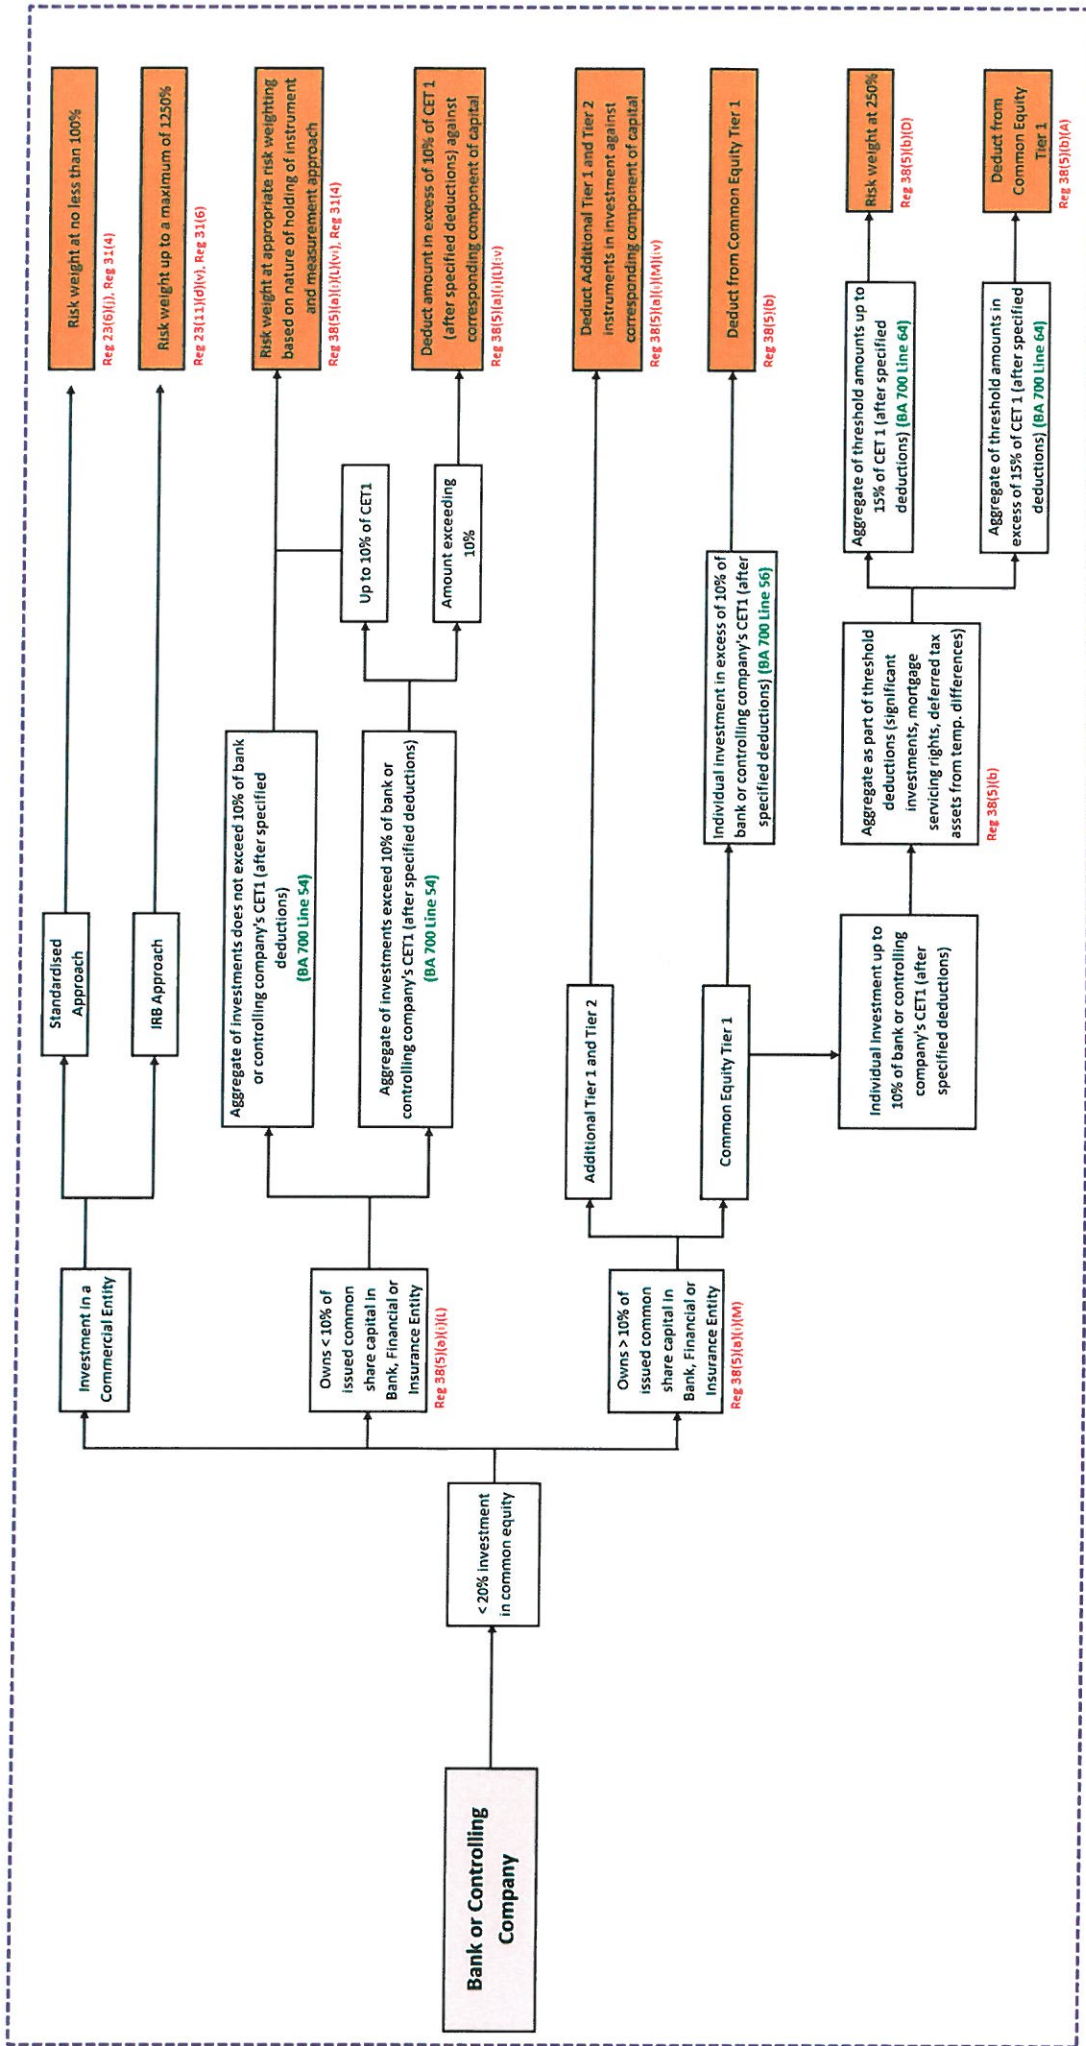 Bank or Controlling
Company
< 20% investment
in common equity
Investment in a
Commercial Entity
Standardised
Approach
Risk weight at no less than 100%
Reg 23(6)(j), Reg 31(4)
IRB Approach
Risk weight up to a maximum of 1250%
Reg 23(11)(d)(v), Reg 31(6)
Owns < 10% of
issued common
share capital in
Bank, Financial or
Insurance Entity
Reg 38(5)(a)(i)(L)
Aggregate of investments does not exceed 10% of bank
or controlling company's CET1 (after specified
deductions)
(BA 700 Line 54)
Risk weight at appropriate risk weighting
based on nature of holding of instrument
and measurement approach
Reg 38(5)(a)(i)(L)(vi), Reg 31(4)
Aggregate of investments exceed 10% of bank or
controlling company's CET1 (after specified deductions)
(BA 700 Line 54)
Up to 10% of CET1
Amount exceeding
10%
Deduct amount in excess of 10% of CET 1
(after specified deductions) against
corresponding component of capital
Reg 38(5)(a)(i)(L)(iv)
Owns > 10% of
issued common
share capital in
Bank, Financial or
Insurance Entity
Reg 38(5)(a)(i)(M)
Additional Tier 1 and Tier 2
Deduct Additional Tier 1 and Tier 2
instruments in investment against
corresponding component of capital
Reg 38(5)(a)(i)(M)(iv)
Common Equity Tier 1
Individual investment in excess of 10% of
bank or controlling company's CET1 (after
specified deductions) (BA 700 Line 56)
Deduct from Common Equity Tier 1
Reg 38(5)(b)
Individual Investment up to
10% of bank or controlling
company's CET1 (after
specified deductions)
Aggregate as part of threshold
deductions (significant
investments, mortgage
servicing rights, deferred tax
assets from temp. differences)
Reg 38(5)(b)
Aggregate of threshold amounts up to
15% of CET 1 (after specified
deductions) (BA 700 Line 64)
Risk weight at 250%
Reg 38(5)(b)(D)
Aggregate of threshold amounts in
excess of 15% of CET 1 (after specified
deductions) (BA 700 Line 64)
Deduct from
Common Equity
Tier 1
Reg 38(5)(b)(A)